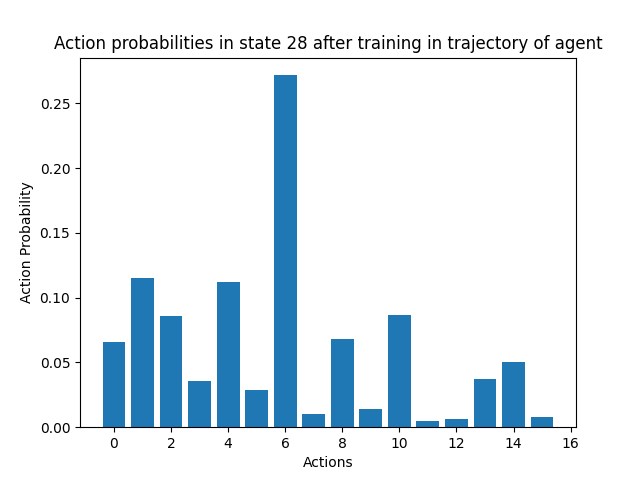 Action probabilities in state 28 after training in trajectory of agent
0.25
0.20
0.15
0.10
0.05
0.00
Action Probability
0 2 4 6 8 10 12 14 16
Actions